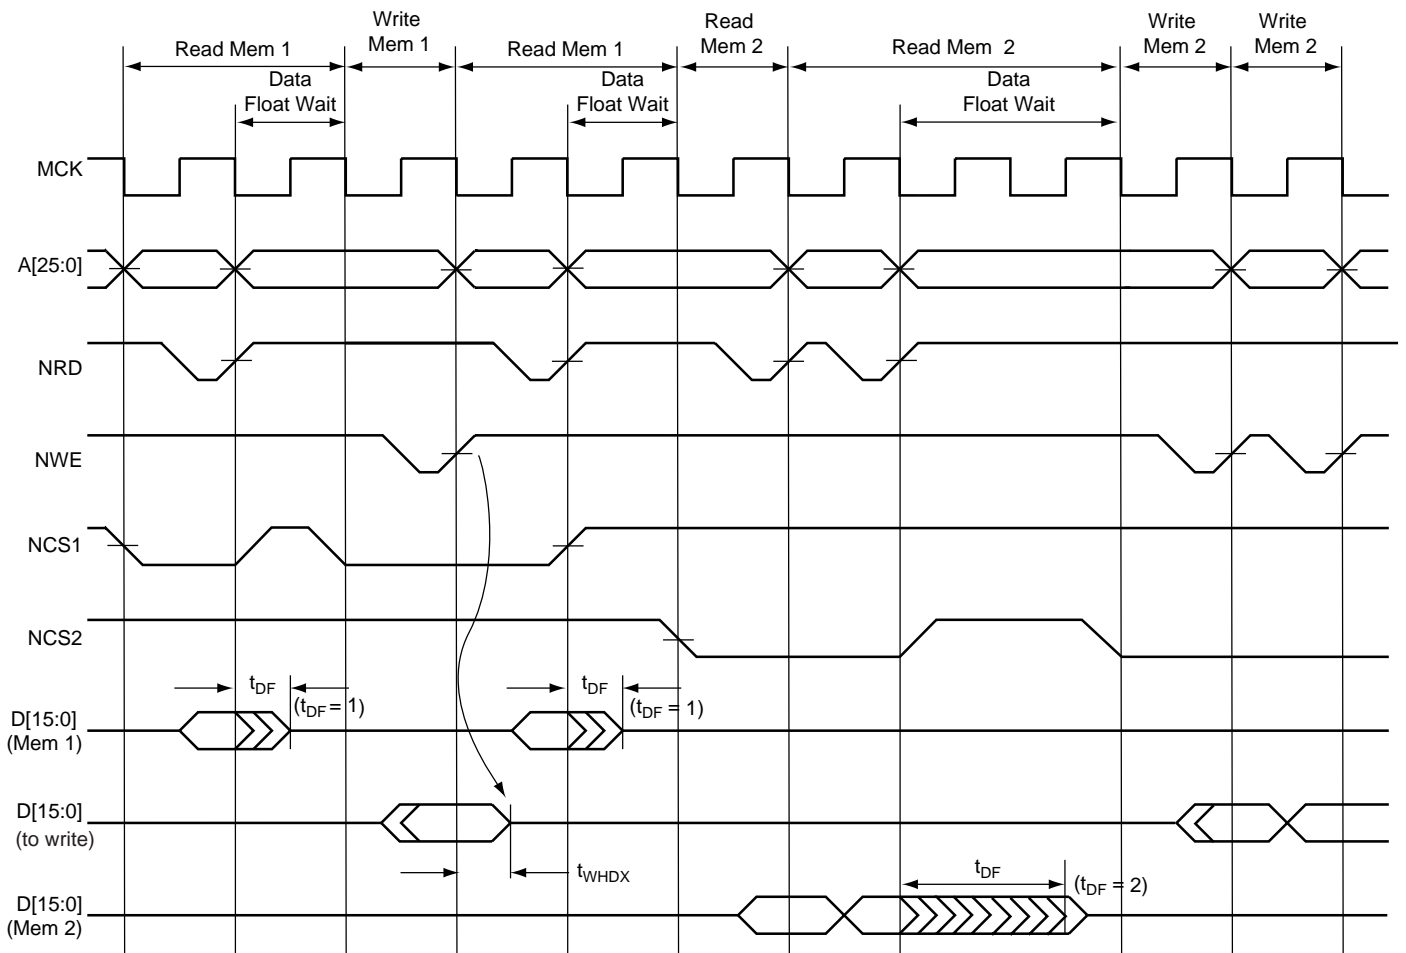 Read Mem 1
Write
Mem 1
Read Mem 1
Read
Mem 2
Read Mem 2
Write
Mem 2
Write
Mem 2
Data
Float Wait
Data
Float Wait
Data
Float Wait
MCK
A[25:0]
NRD
NWE
NCS1
NCS2
tDF
(tDF = 1)
tDF
(tDF = 1)
D[15:0]
(Mem 1)
D[15:0]
(to write)
tWHDX
tDF
(tDF = 2)
D[15:0]
(Mem 2)